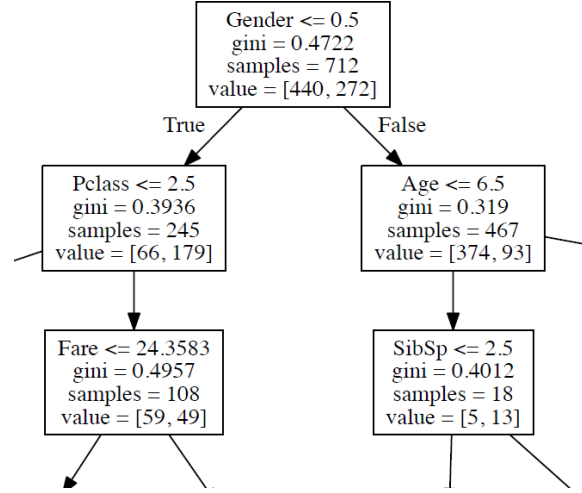 Gender <= 0.5
gini = 0.4722
samples = 712
value = [440, 272]
True
False
Pclass <= 2.5
gini = 0.3936
samples = 245
value = [66, 179]
Age <= 6.5
gini = 0.319
samples = 467
value = [374, 93]
Fare <= 24.3583
gini = 0.4957
samples = 108
value = [59, 49]
SibSp <= 2.5
gini = 0.4012
samples = 18
value = [5, 13]